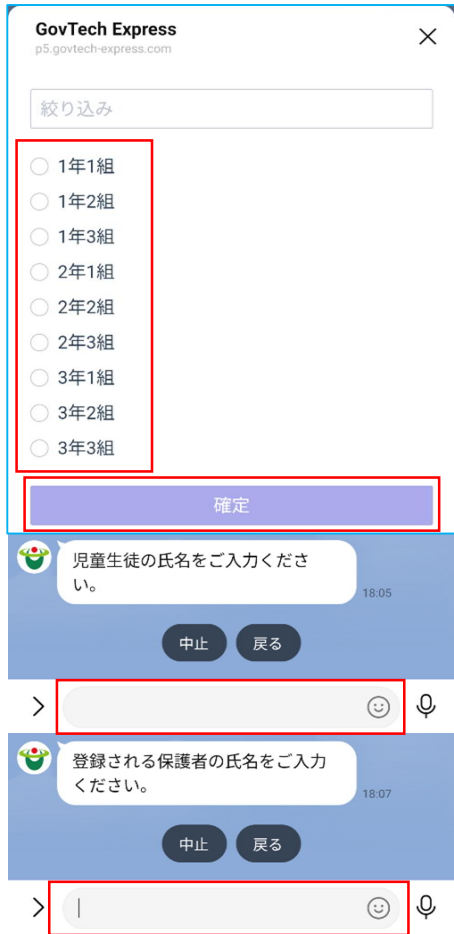 GovTech Express
p5.govtech-express.com
絞り込み
1年1組
1年2組
1年3組
2年1組
2年2組
2年3組
3年1組
3年2組
3年3組
確定
児童生徒の氏名をご入力くださ
い。
18:05
中止 戻る
登録される保護者の氏名をご入力
ください。
18:07
中止 戻る